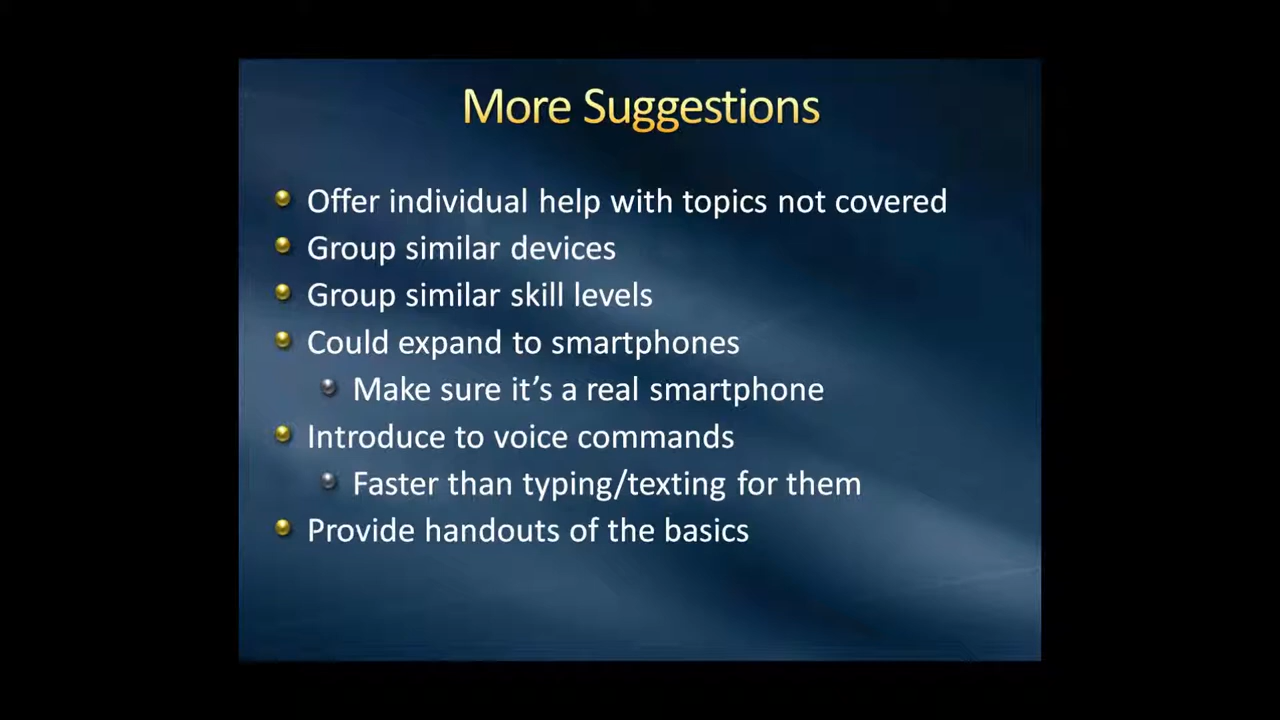 More Suggestions
Offer individual help with topics not covered
Group similar devices
Group similar skill levels
Could expand to smartphones
Make sure it’s a real smartphone
Introduce to voice commands
Faster than typing/texting for them
Provide handouts of the basics